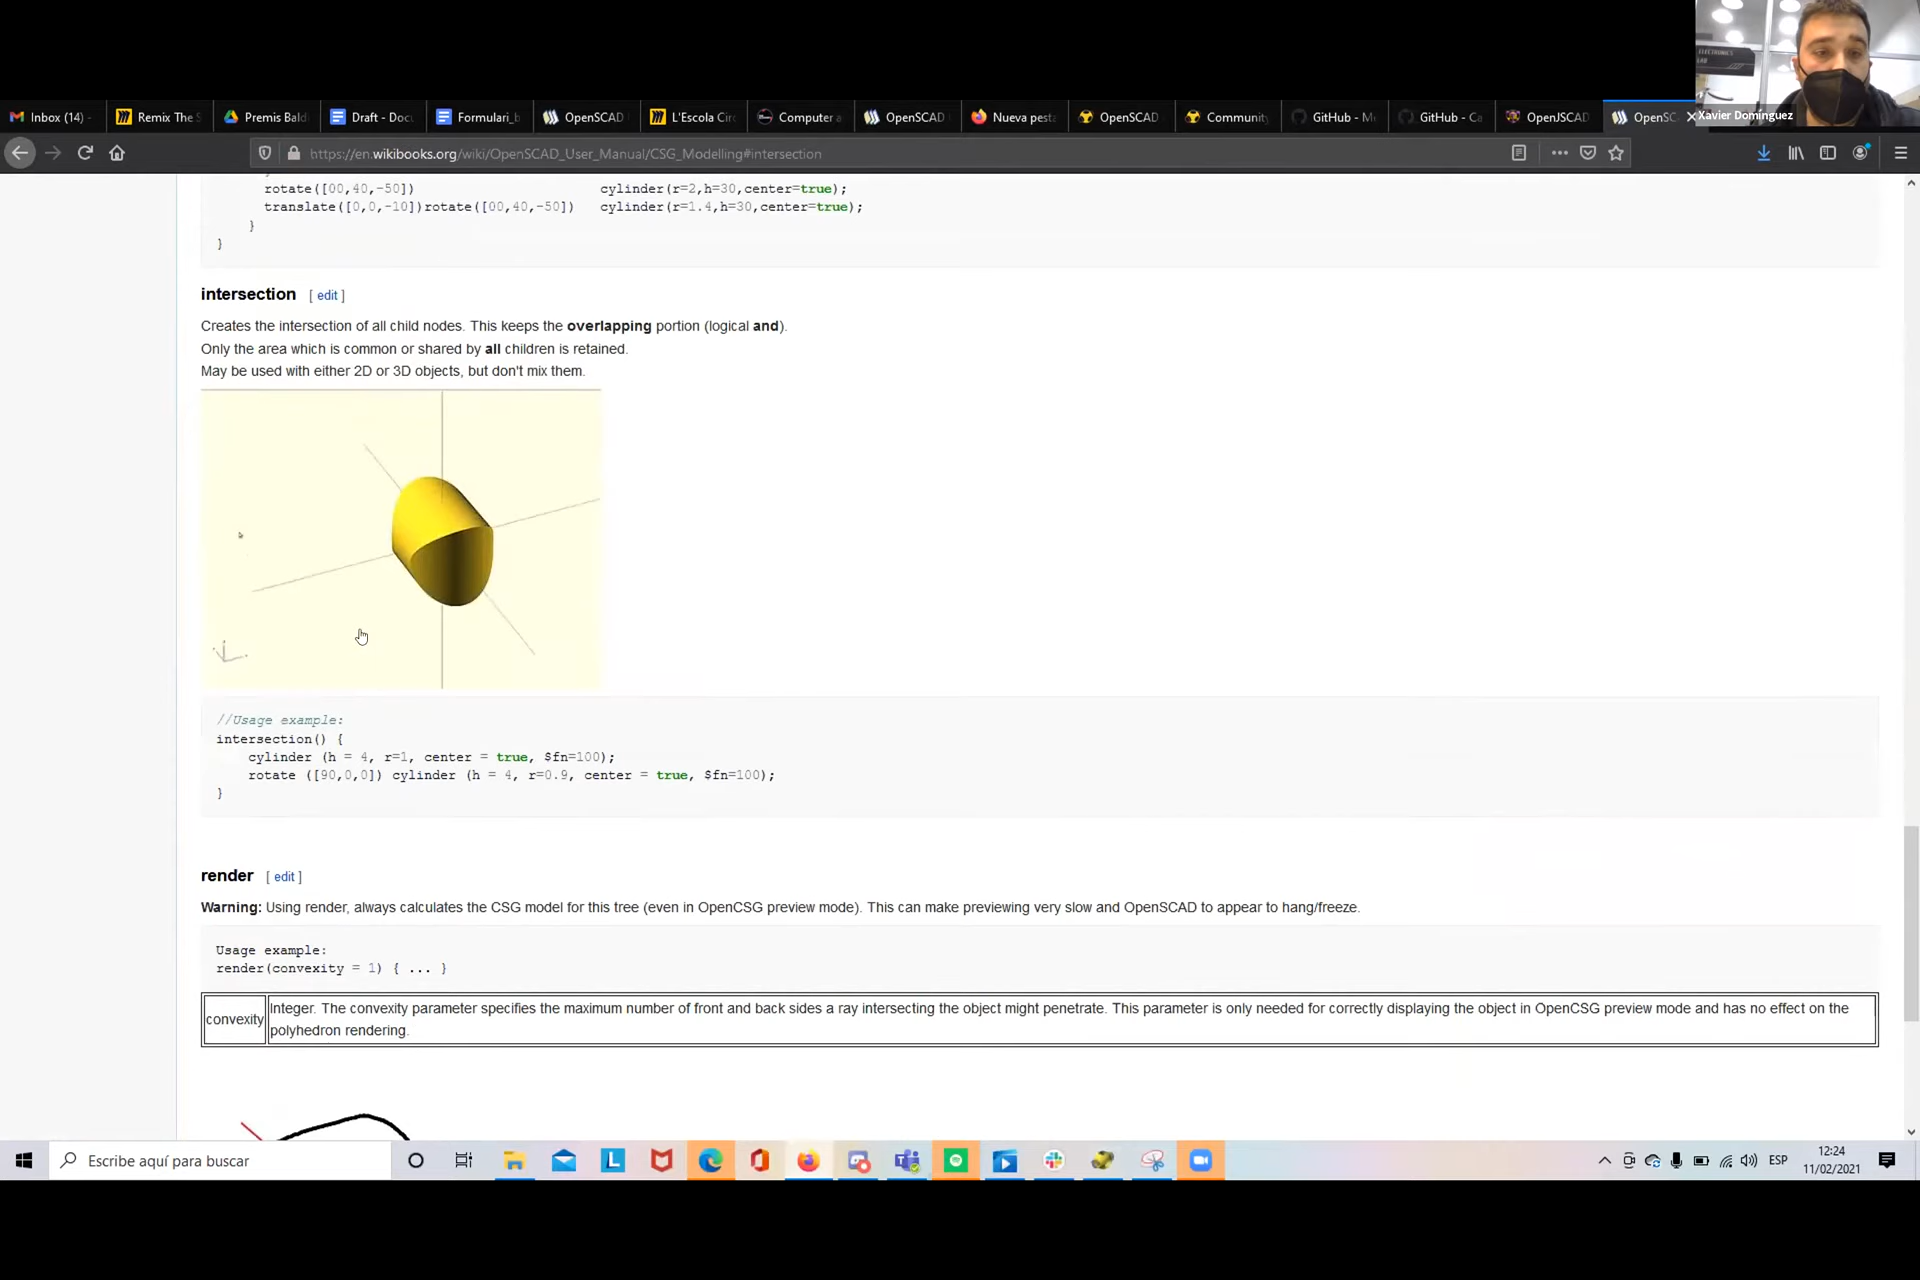 ELECTRONICS
LAB
Xavier Domínguez
Inbox (14) -
Remix The S
Premis Bald
Draft - Docu
Formulari_b
OpenSCAD
L'Escola Circ
Computer a
OpenSCAD
Nueva pest
OpenSCAD
Community
GitHub - M
GitHub - Ca
OpenJSCAD
OpenSC
https://en.wikibooks.org/wiki/OpenSCAD_User_Manual/CSG_Modelling#intersection
rotate([00,40,-50]) cylinder(r=2,h=30,center=true);
translate([0,0,-10])rotate([00,40,-50]) cylinder(r=1.4,h=30,center=true);
}
}
intersection [ edit ]
Creates the intersection of all child nodes. This keeps the overlapping portion (logical and).
Only the area which is common or shared by all children is retained.
May be used with either 2D or 3D objects, but don't mix them.
//Usage example:
intersection() {
cylinder (h = 4, r=1, center = true, $fn=100);
rotate ([90,0,0]) cylinder (h = 4, r=0.9, center = true, $fn=100);
}
render [ edit ]
Warning: Using render, always calculates the CSG model for this tree (even in OpenCSG preview mode). This can make previewing very slow and OpenSCAD to appear to hang/freeze.
Usage example:
render(convexity = 1) { ... }
convexity
Integer. The convexity parameter specifies the maximum number of front and back sides a ray intersecting the object might penetrate. This parameter is only needed for correctly displaying the object in OpenCSG preview mode and has no effect on the
polyhedron rendering.
Escribe aquí para buscar
L
ESP
12:24
11/02/2021